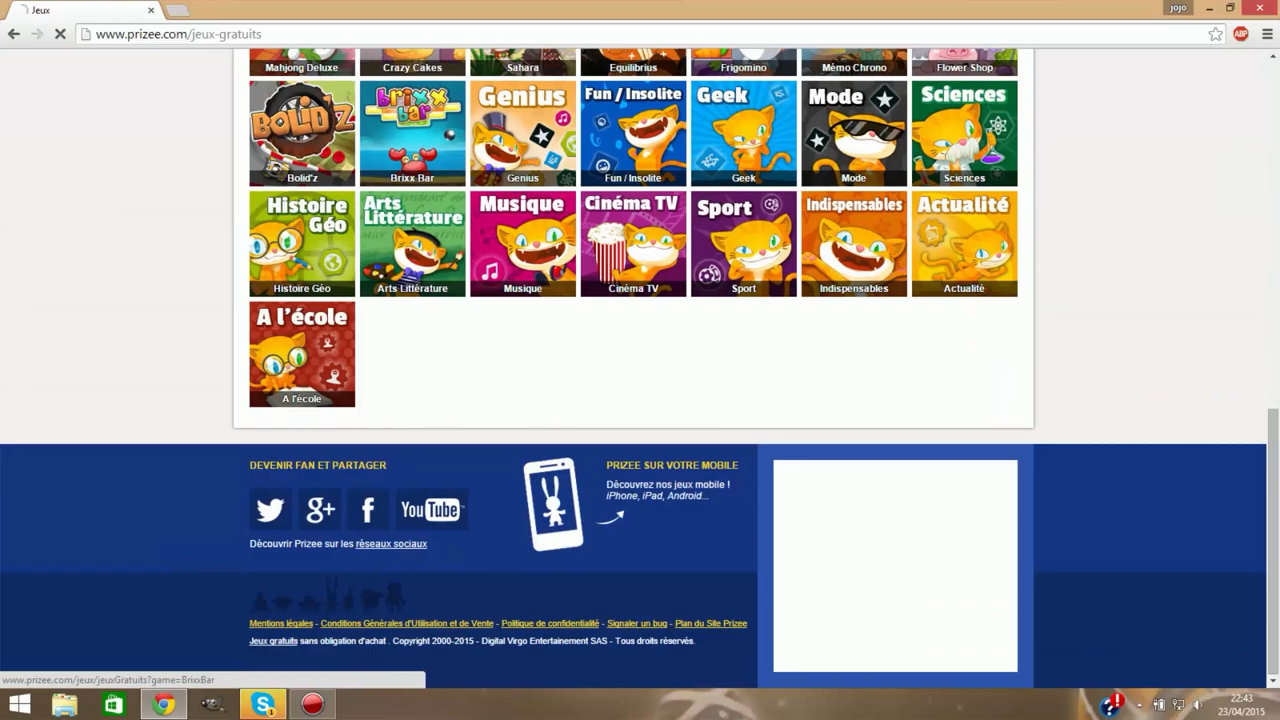 Jeux
jojo
www.prizee.com/jeux-gratuits
ABP
Mahjong Deluxe
Crazy Cakes
Sahara
Equilibrius
Frigomino
Mémo Chrono
Flower Shop
BOLID'Z
brixx bar
Genius
Fun / Insolite
Geek
Mode
Sciences
Bolid'z
Brixx Bar
Genius
Fun / Insolite
Geek
Mode
Sciences
Histoire Géo
Arts Littérature
Musique
Cinéma TV
Sport
Indispensables
Actualité
Histoire Géo
Arts Littérature
Musique
Cinéma TV
Sport
Indispensables
Actualité
A l'école
A l'école
DEVENIR FAN ET PARTAGER
PRIZEE SUR VOTRE MOBILE
Découvrez nos jeux mobile !
iPhone, iPad, Android...
g+
f
YouTube
Découvrir Prizee sur les réseaux sociaux
Mentions légales - Conditions Générales d'Utilisation et de Vente - Politique de confidentialité - Signaler un bug - Plan du Site Prizee
Jeux gratuits sans obligation d'achat . Copyright 2000-2015 - Digital Virgo Entertainement SAS - Tous droits réservés.
www.prizee.com/jeux/jeuxGratuits?game=BrixxBar
22:43
23/04/2015